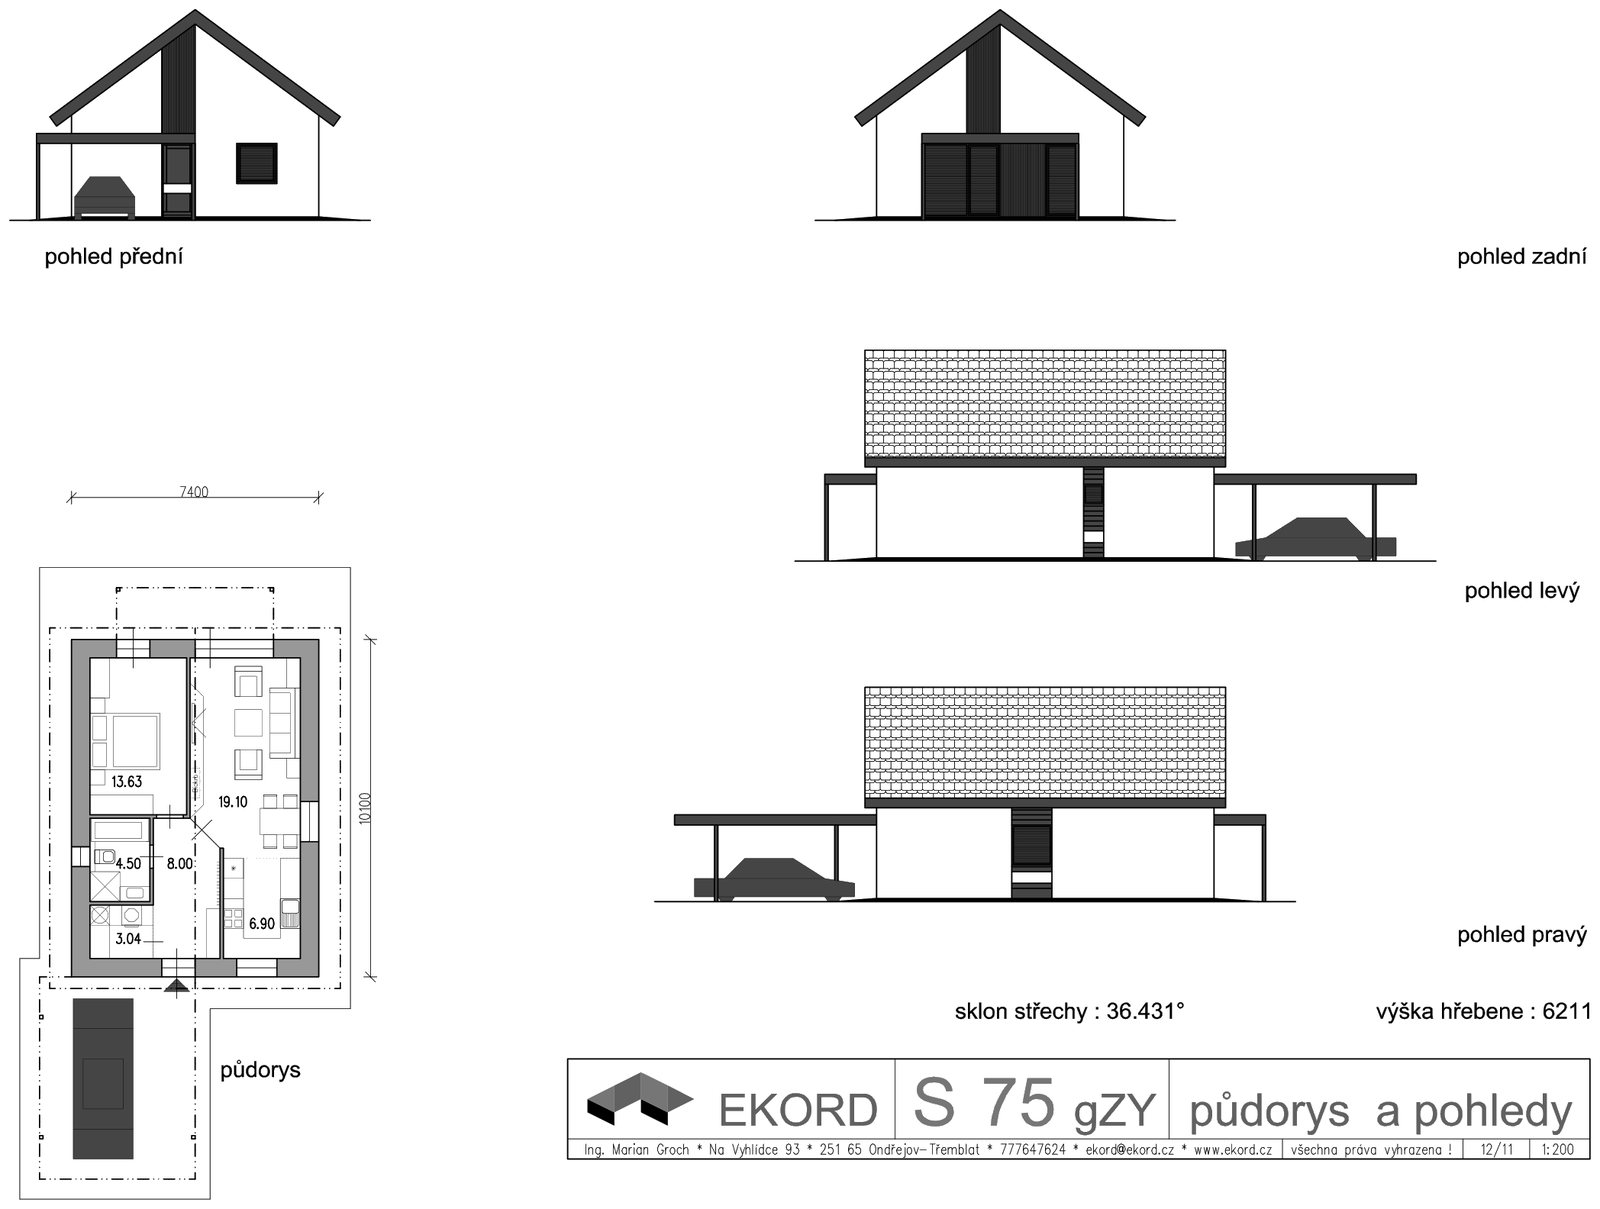 pohled přední
pohled zadní
pohled levý
7400
10100
13.63
19.10
4.50
8.00
6.90
3.04
pohled pravý
sklon střechy : 36.431°
výška hřebene : 6211
půdorys
EKORD
S 75 gZY
půdorys a pohledy
Ing. Marian Groch * Na Vyhlídce 93 * 251 65 Ondřejov-Třemblat * 777647624 * ekord@ekord.cz * www.ekord.cz
všechna práva vyhrazena !
12/11
1:200